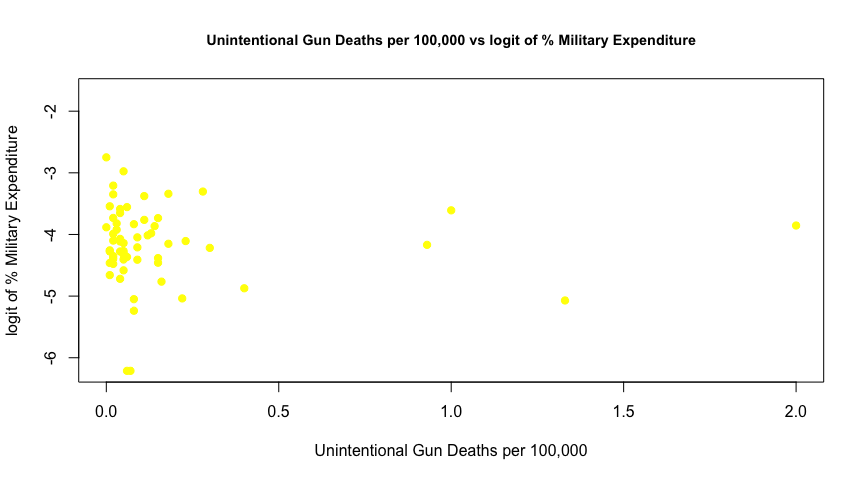 Unintentional Gun Deaths per 100,000 vs logit of % Military Expenditure
logit of % Military Expenditure
-2
-3
-4
-5
-6
0.0 0.5 1.0 1.5 2.0
Unintentional Gun Deaths per 100,000